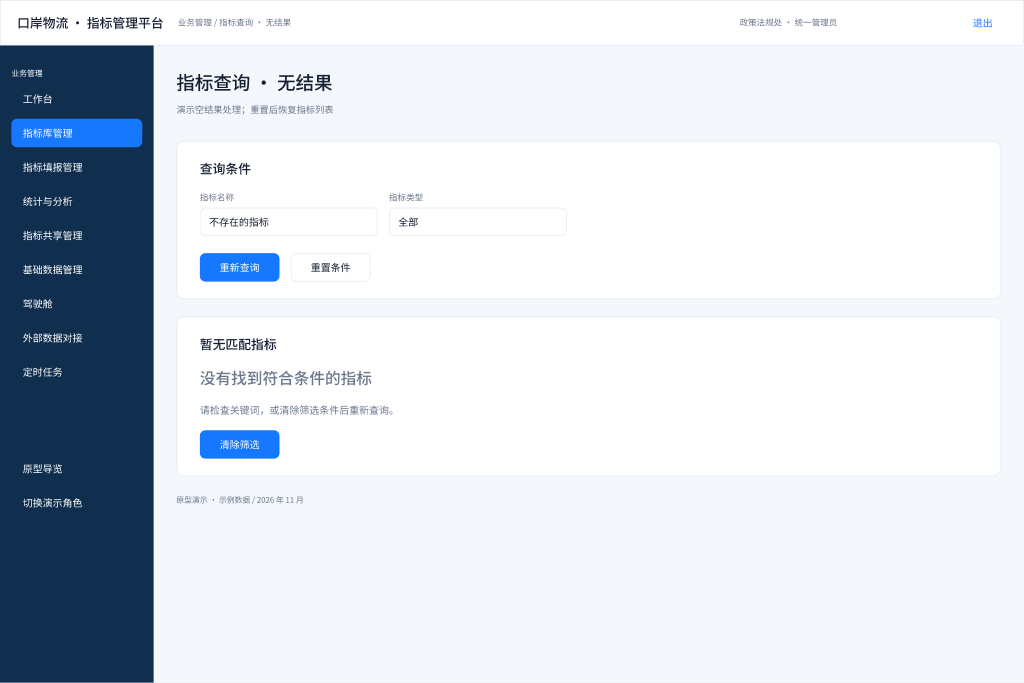 口岸物流 · 指标管理平台
业务管理 / 指标查询 · 无结果
政策法规处 · 统一管理员
退出
业务管理
工作台
指标库管理
指标填报管理
统计与分析
指标共享管理
基础数据管理
驾驶舱
外部数据对接
定时任务
原型导览
切换演示角色
指标查询 · 无结果
演示空结果处理；重置后恢复指标列表
查询条件
指标名称
指标类型
不存在的指标
全部
重新查询
重置条件
暂无匹配指标
没有找到符合条件的指标
请检查关键词，或清除筛选条件后重新查询。
清除筛选
原型演示 · 示例数据 / 2026 年 11 月